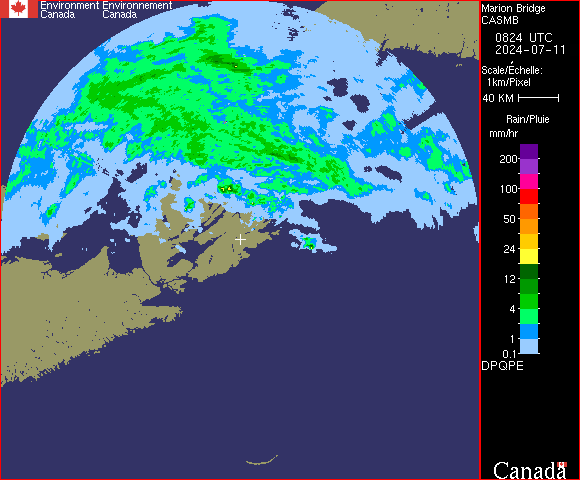 Environment Environnement
Canada Canada
Marion Bridge
CASMB
0824 UTC
2024-07-11
Scale/Échelle:
1km/Pixel
40 KM
Rain/Pluie
mm/hr
200
100
50
24
12
4
1
0.1
DPQPE
Canada